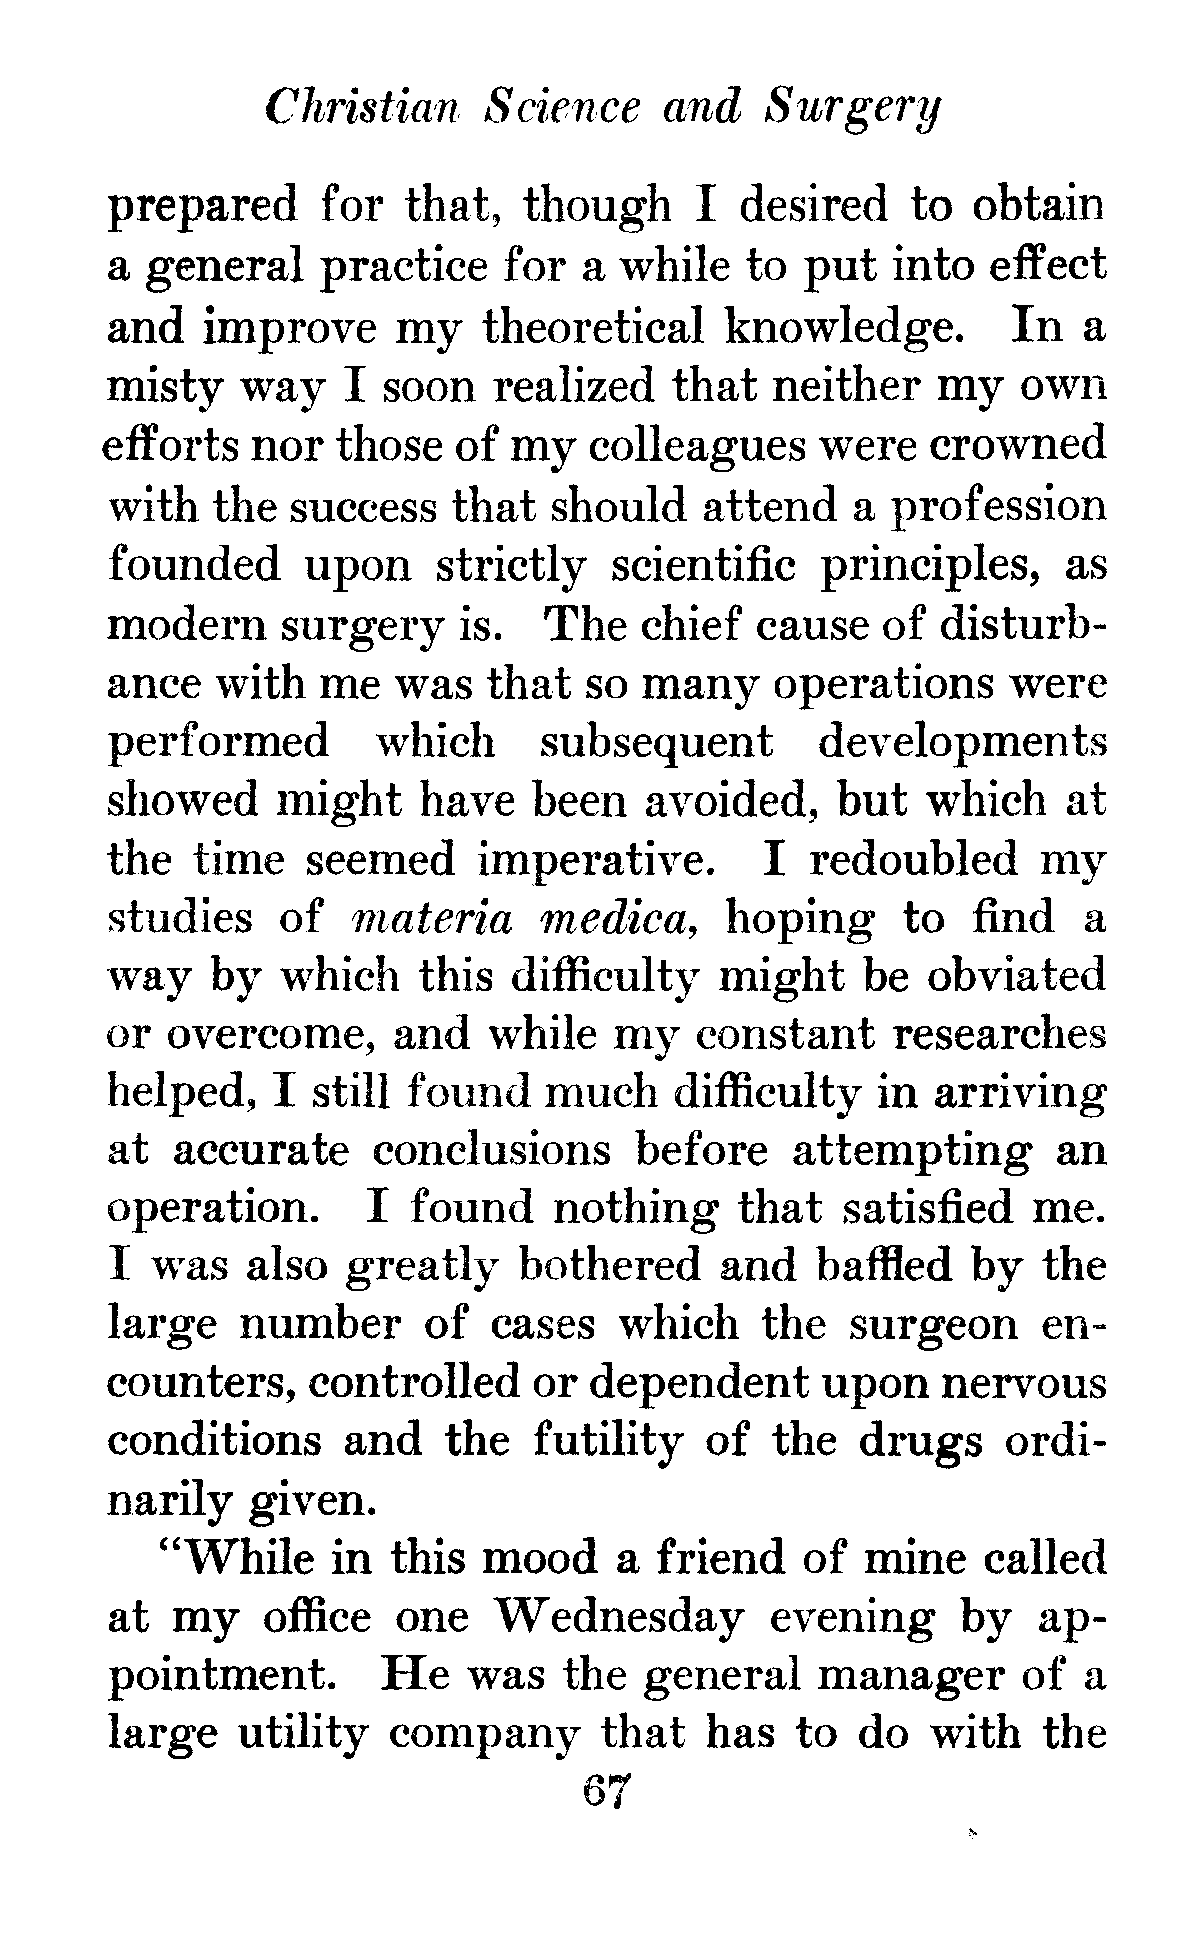 Christian Science and Surgery
prepared for that, though I desired to obtain
a general practice for a while to put into effect
and improve my theoretical knowledge. In a
misty way I soon realized that neither my own
efforts nor those of my colleagues were crowned
with the success that should attend a profession
founded upon strictly scientific principles, as
modern surgery is. The chief cause of disturb-
ance with me was that so many operations were
performed which subsequent developments
showed might have been avoided, but which at
the time seemed imperative. I redoubled my
studies of materia medica, hoping to find a
way by which this difficulty might be obviated
or overcome, and while my constant researches
helped, I still found much difficulty in arriving
at accurate conclusions before attempting an
operation. I found nothing that satisfied me.
I was also greatly bothered and baffled by the
large number of cases which the surgeon en-
counters, controlled or dependent upon nervous
conditions and the futility of the drugs ordi-
narily given.
“While in this mood a friend of mine called
at my office one Wednesday evening by ap-
pointment. He was the general manager of a
large utility company that has to do with the
67